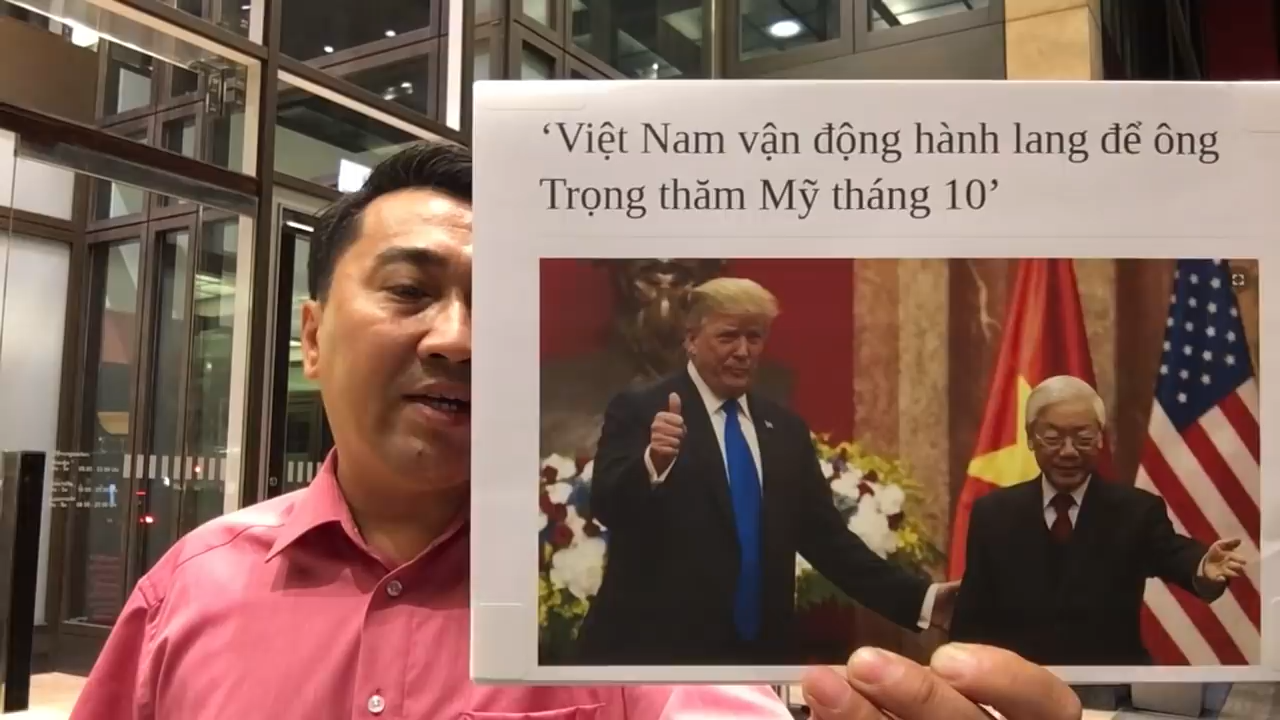 ‘Việt Nam vận động hành lang để ông
Trọng thăm Mỹ tháng 10’